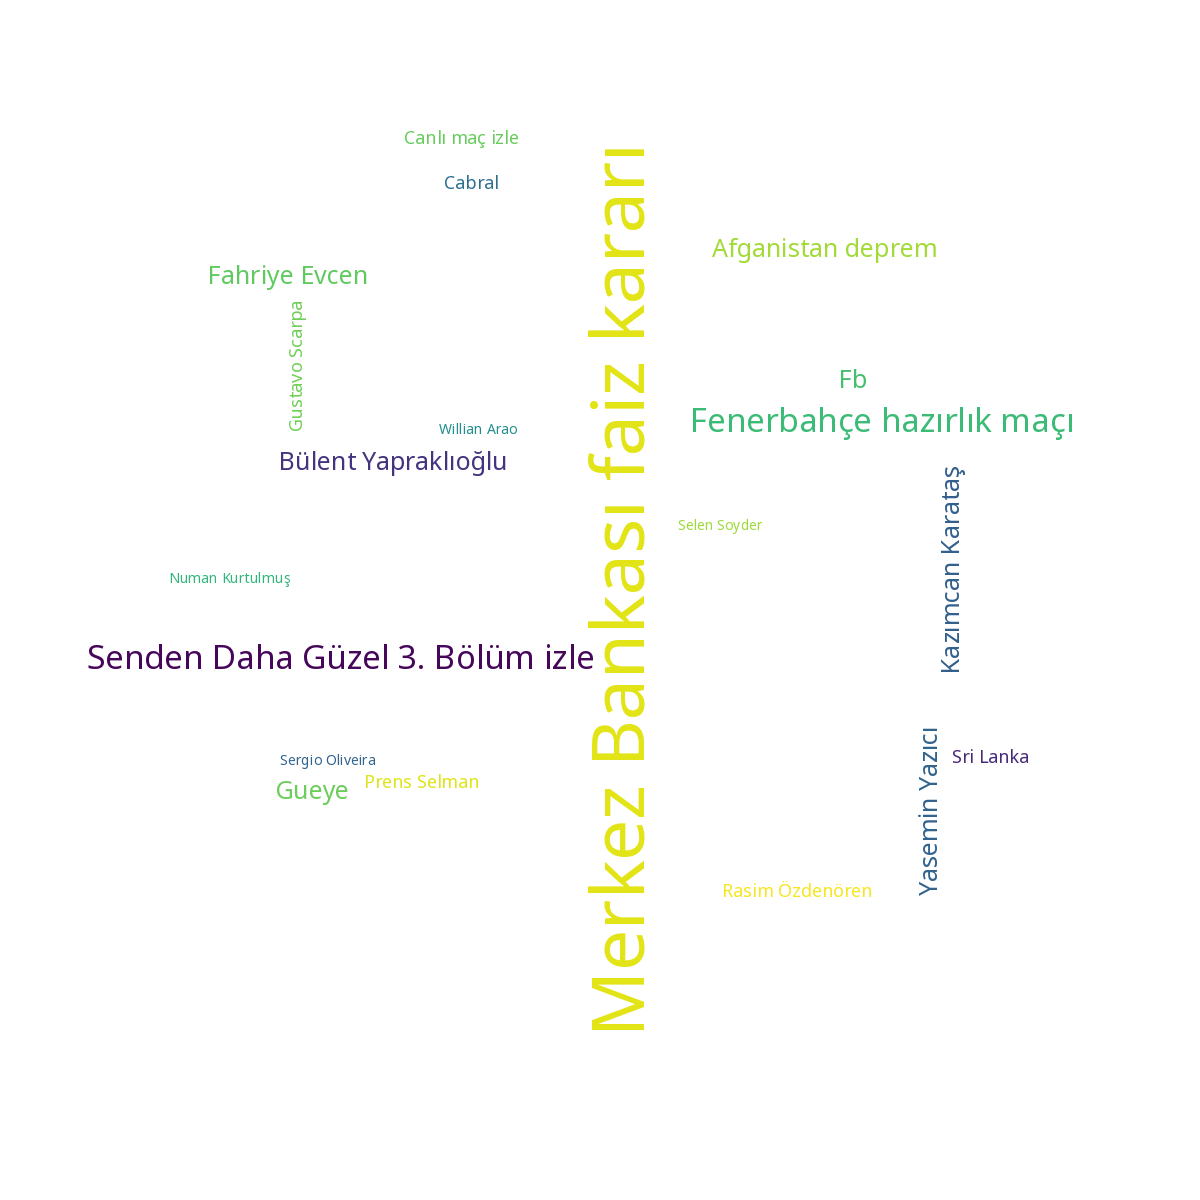 Canlı maç izle
Cabral
Merkez Bankası faiz kararı
Afganistan deprem
Fahriye Evcen
Gustavo Scarpa
Fb
Fenerbahçe hazırlık maçı
Willian Arao
Bülent Yapraklıoğlu
Kazımcan Karataş
Selen Soyder
Numan Kurtulmuş
Senden Daha Güzel 3. Bölüm izle
Yasemin Yazıcı
Sri Lanka
Sergio Oliveira
Prens Selman
Gueye
Rasim Özdenören